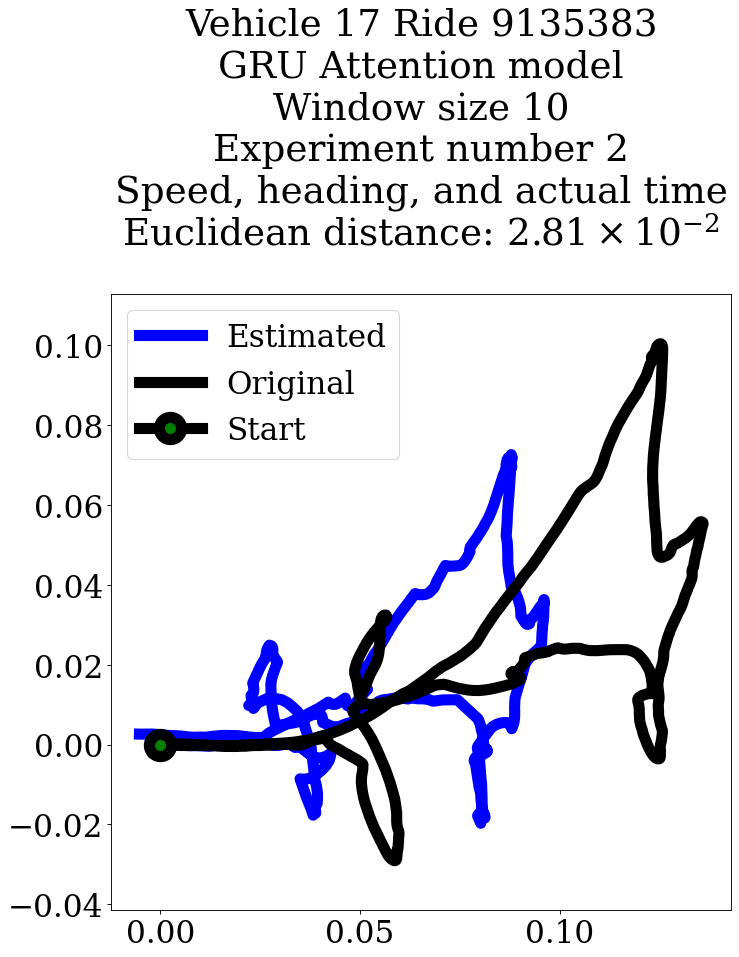 Vehicle 17 Ride 9135383
GRU Attention model
Window size 10
Experiment number 2
Speed, heading, and actual time
Euclidean distance: 2.81 × 10⁻²
Estimated
Original
Start
0.10
0.08
0.06
0.04
0.02
0.00
−0.02
−0.04
0.00 0.05 0.10